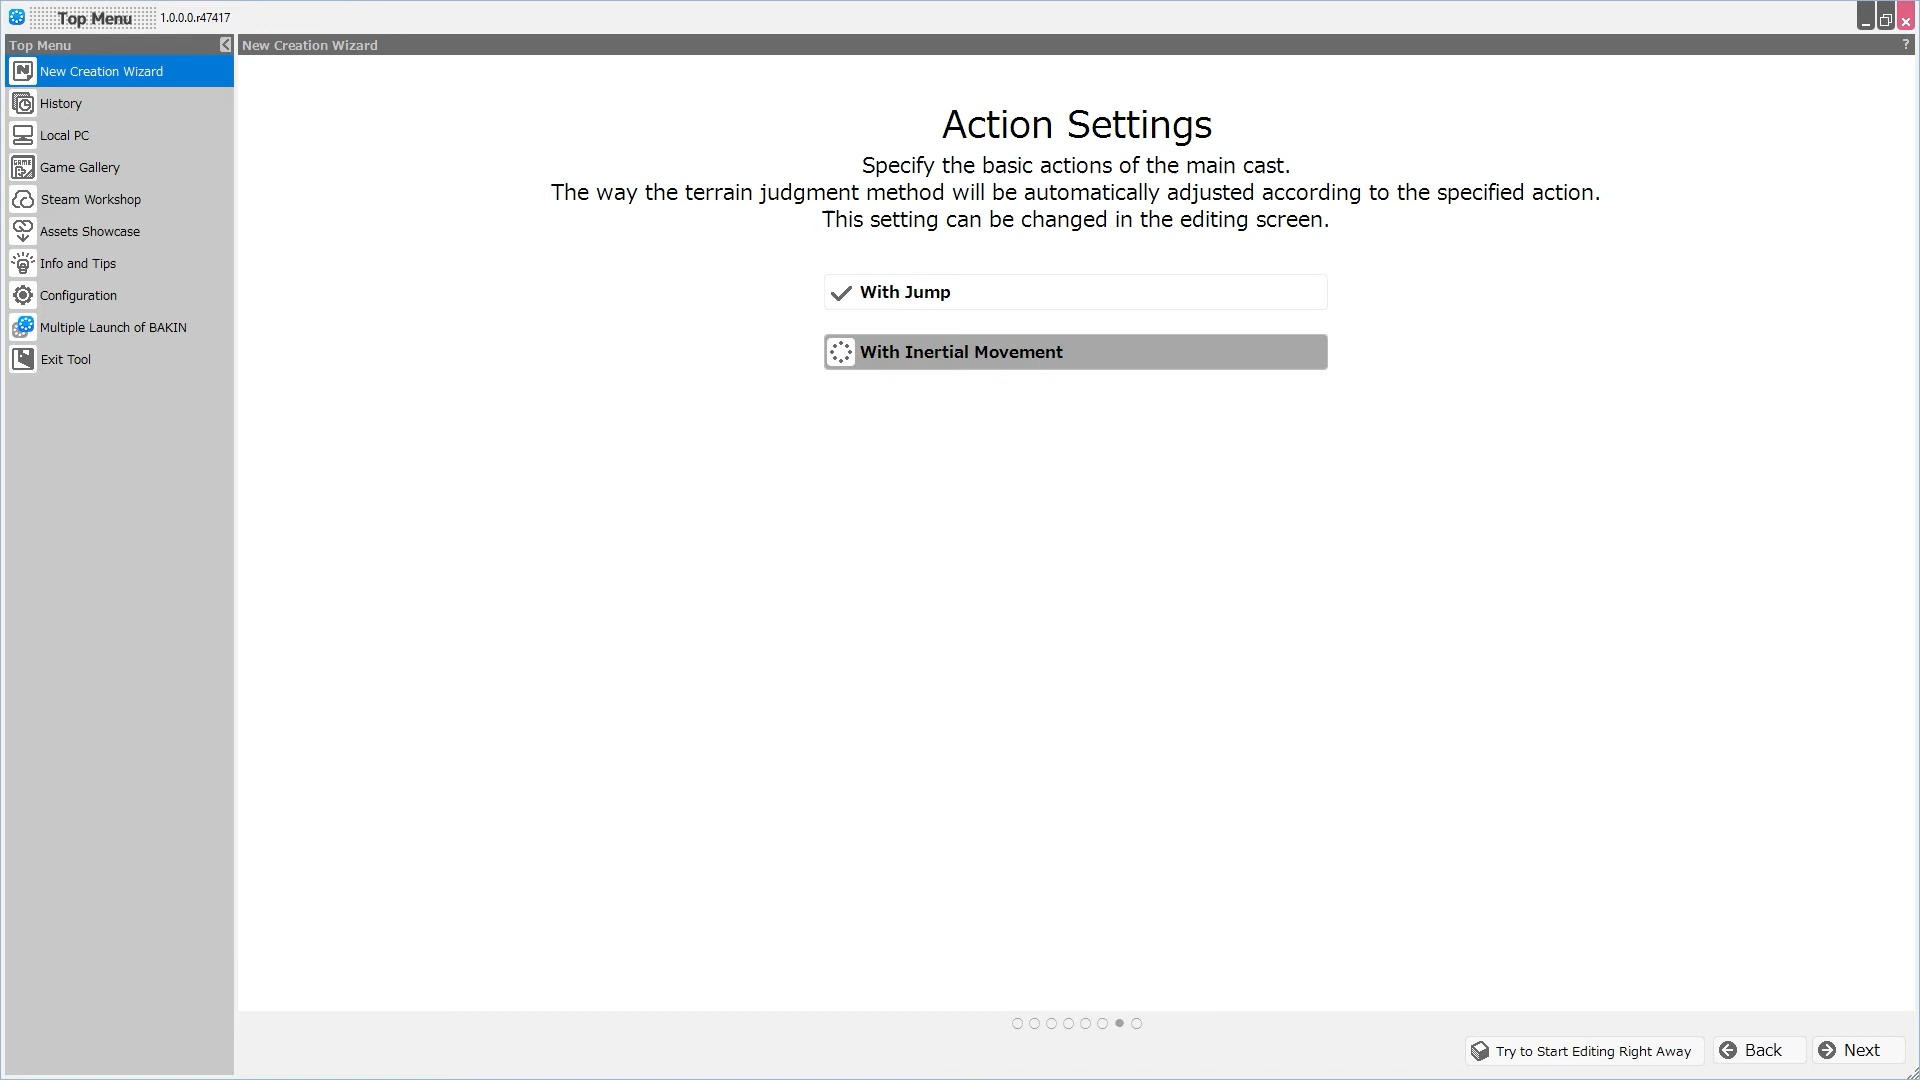 Top Menu 1.0.0.0.r47417
Top Menu
New Creation Wizard
History
Local PC
Game Gallery
Steam Workshop
Assets Showcase
Info and Tips
Configuration
Multiple Launch of BAKIN
Exit Tool
New Creation Wizard ?
Action Settings
Specify the basic actions of the main cast.
The way the terrain judgment method will be automatically adjusted according to the specified action.
This setting can be changed in the editing screen.
With Jump
With Inertial Movement
Try to Start Editing Right Away
Back
Next